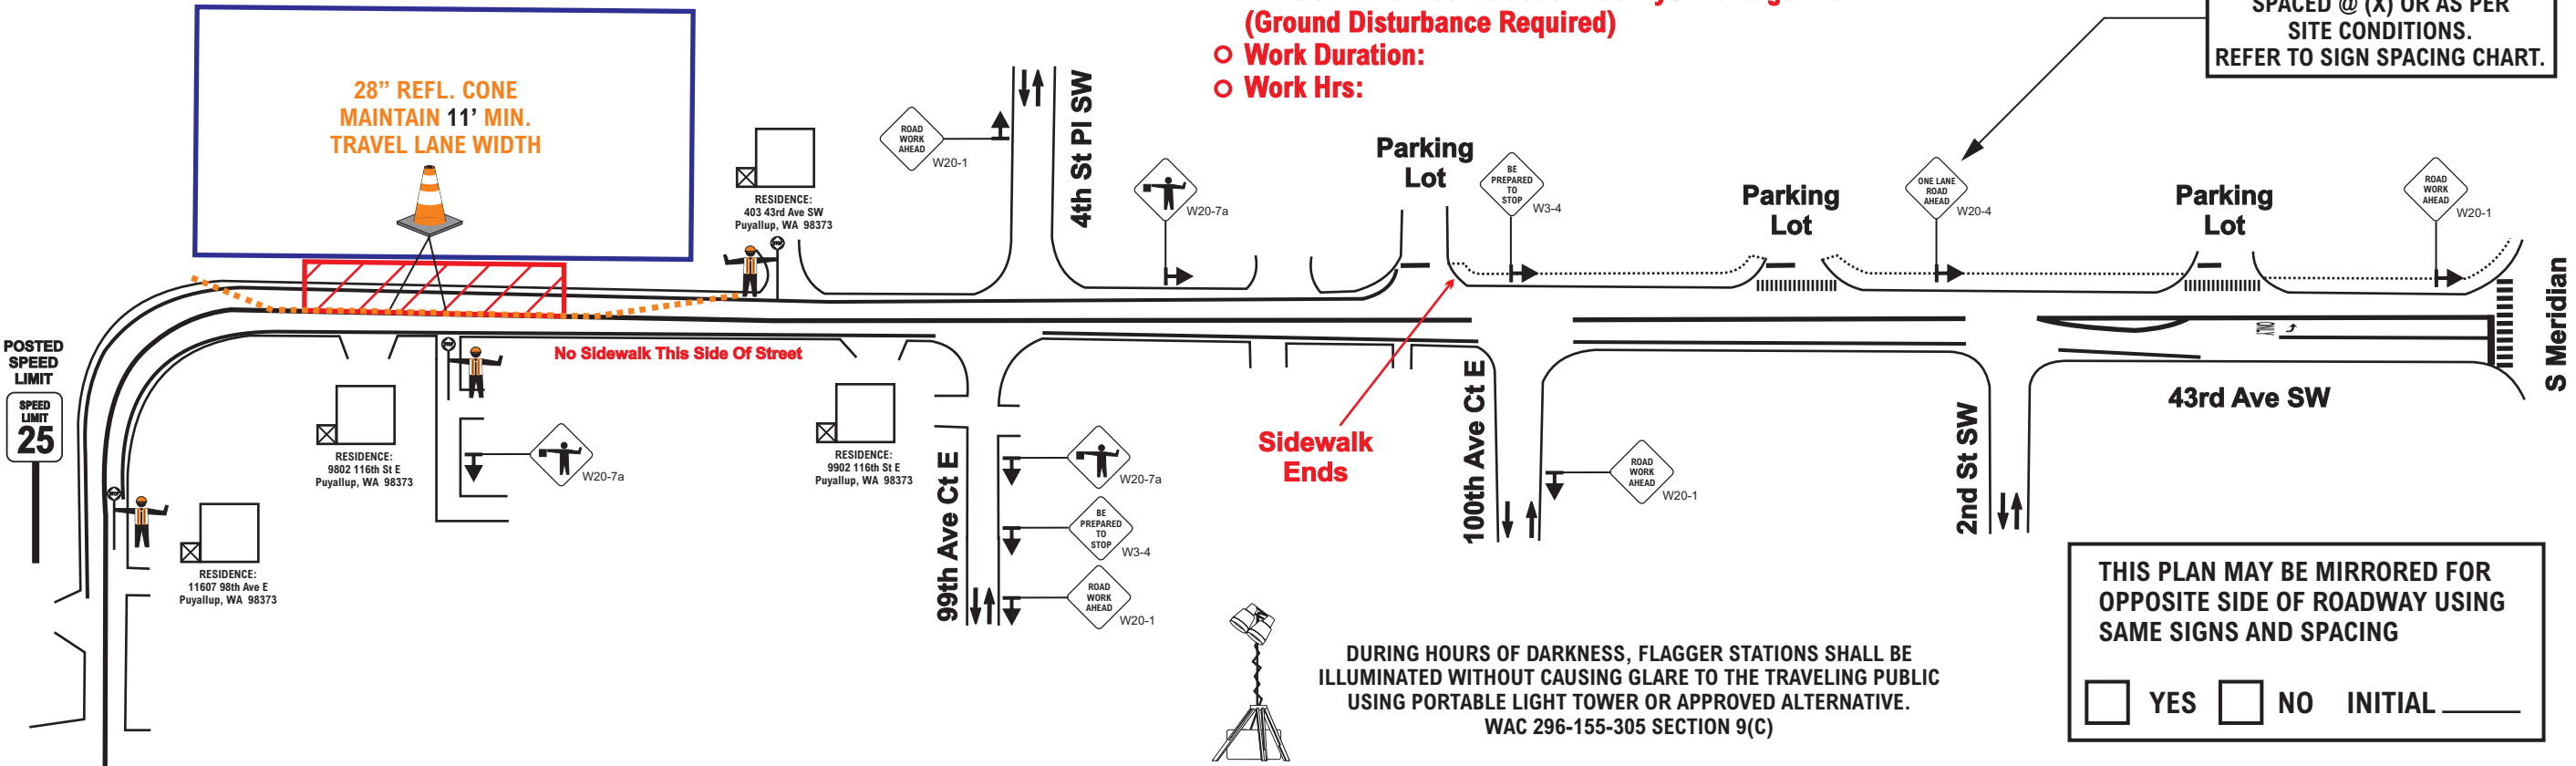 (Ground Disturbance Required)
Work Duration:
Work Hrs:
SPACED @ (X) OR AS PER
SITE CONDITIONS.
REFER TO SIGN SPACING CHART.
28” REFL. CONE
MAINTAIN 11’ MIN.
TRAVEL LANE WIDTH
RESIDENCE:
403 43rd Ave SW
Puyallup, WA 98373
ROAD
WORK
AHEAD
W20-1
4th St Pl SW
W20-7a
Parking
Lot
BE
PREPARED
TO
STOP
W3-4
Parking
Lot
ONE LANE
ROAD
AHEAD
W20-4
Parking
Lot
ROAD
WORK
AHEAD
W20-1
S Meridian
POSTED
SPEED
LIMIT
SPEED
LIMIT
25
No Sidewalk This Side Of Street
RESIDENCE:
9802 116th St E
Puyallup, WA 98373
W20-7a
RESIDENCE:
9902 116th St E
Puyallup, WA 98373
RESIDENCE:
11607 98th Ave E
Puyallup, WA 98373
99th Ave Ct E
W20-7a
BE
PREPARED
TO
STOP
W3-4
ROAD
WORK
AHEAD
W20-1
Sidewalk
Ends
100th Ave Ct E
ROAD
WORK
AHEAD
W20-1
2nd St SW
43rd Ave SW
DURING HOURS OF DARKNESS, FLAGGER STATIONS SHALL BE
ILLUMINATED WITHOUT CAUSING GLARE TO THE TRAVELING PUBLIC
USING PORTABLE LIGHT TOWER OR APPROVED ALTERNATIVE.
WAC 296-155-305 SECTION 9(C)
THIS PLAN MAY BE MIRRORED FOR
OPPOSITE SIDE OF ROADWAY USING
SAME SIGNS AND SPACING
YES NO INITIAL